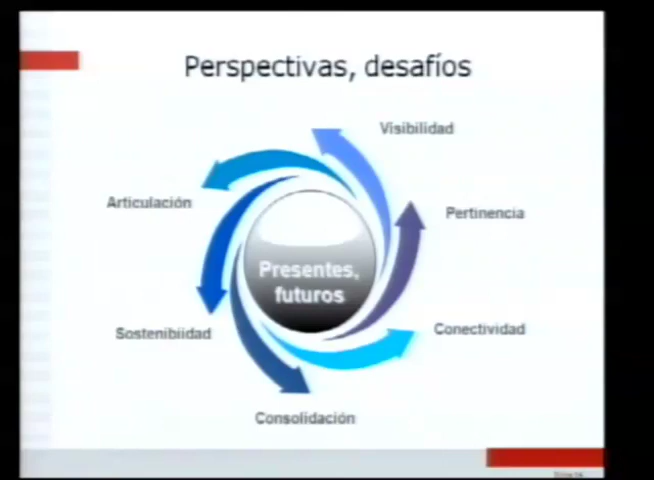 Perspectivas, desafíos
Visibilidad
Articulación
Pertinencia
Presentes,
futuros
Sostenibiidad
Conectividad
Consolidación